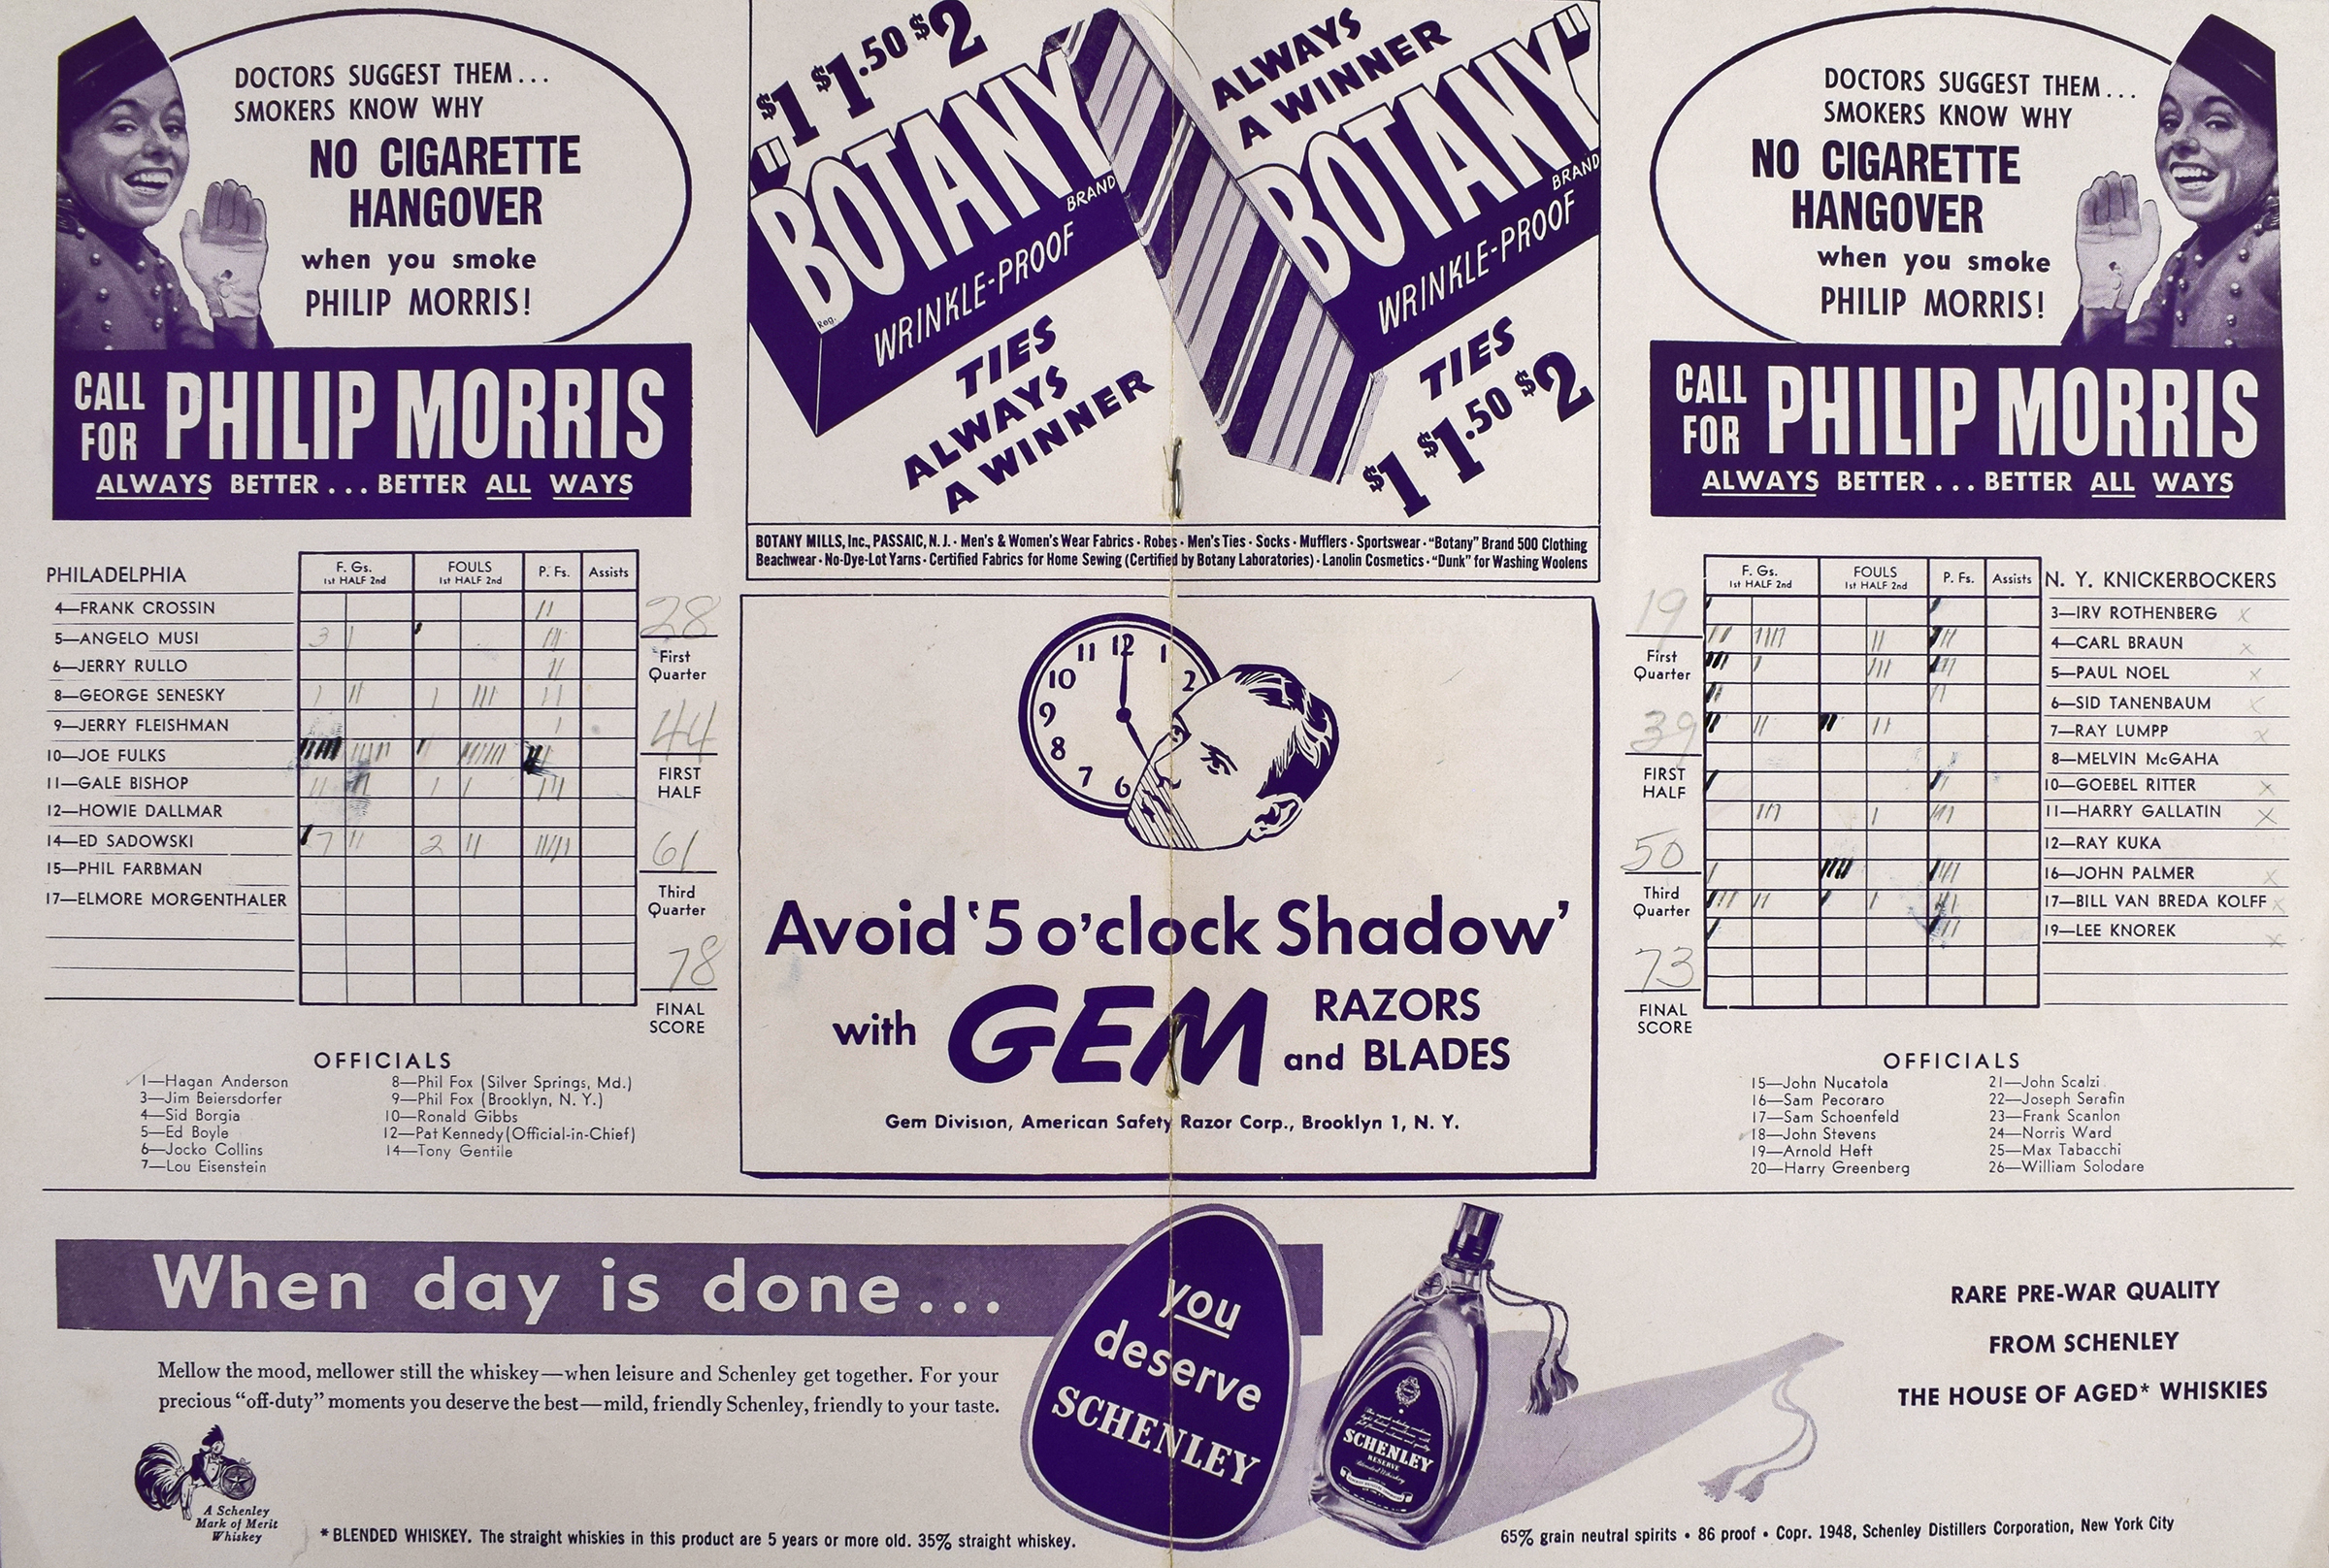 DOCTORS SUGGEST THEM...
SMOKERS KNOW WHY
NO CIGARETTE
HANGOVER
when you smoke
PHILIP MORRIS!
CALL
FOR
PHILIP MORRIS
ALWAYS BETTER...BETTER ALL WAYS
$1 $1.50 $2
"BOTANY"
BRAND
Reg.
WRINKLE-PROOF
TIES
ALWAYS
A WINNER
ALWAYS
A WINNER
BOTANY"
BRAND
WRINKLE-PROOF
TIES
$1 $1.50 $2
BOTANY MILLS, Inc., PASSAIC, N. J. · Men's & Women's Wear Fabrics · Robes · Men's Ties · Socks · Mufflers · Sportswear · "Botany" Brand 500 Clothing
Beachwear · No-Dye-Lot Yarns · Certified Fabrics for Home Sewing (Certified by Botany Laboratories) · Lanolin Cosmetics · "Dunk" for Washing Woolens
DOCTORS SUGGEST THEM...
SMOKERS KNOW WHY
NO CIGARETTE
HANGOVER
when you smoke
PHILIP MORRIS!
CALL
FOR
PHILIP MORRIS
ALWAYS BETTER...BETTER ALL WAYS
PHILADELPHIA
F. Gs.
1st HALF 2nd
FOULS
1st HALF 2nd
P. Fs.
Assists
4—FRANK CROSSIN
5—ANGELO MUSI 3
6—JERRY RULLO
8—GEORGE SENESKY
9—JERRY FLEISHMAN
10—JOE FULKS
11—GALE BISHOP
12—HOWIE DALLMAR
14—ED SADOWSKI 7 2
15—PHIL FARBMAN
17—ELMORE MORGENTHALER
28
First
Quarter
44
FIRST
HALF
61
Third
Quarter
78
FINAL
SCORE
OFFICIALS
1—Hagan Anderson
3—Jim Beiersdorfer
4—Sid Borgia
5—Ed Boyle
6—Jocko Collins
7—Lou Eisenstein
8—Phil Fox (Silver Springs, Md.)
9—Phil Fox (Brooklyn, N. Y.)
10—Ronald Gibbs
12—Pat Kennedy (Official-in-Chief)
14—Tony Gentile
11 12 1
10 2
9
8
7 6
Avoid '5 o'clock Shadow'
with GEM RAZORS
and BLADES
Gem Division, American Safety Razor Corp., Brooklyn 1, N. Y.
19
First
Quarter
39
FIRST
HALF
50
Third
Quarter
73
FINAL
SCORE
F. Gs.
1st HALF 2nd
FOULS
1st HALF 2nd
P. Fs.
Assists
N. Y. KNICKERBOCKERS
3—IRV ROTHENBERG x
4—CARL BRAUN x
5—PAUL NOEL x
6—SID TANENBAUM x
7—RAY LUMPP x
8—MELVIN McGAHA
10—GOEBEL RITTER x
11—HARRY GALLATIN x
12—RAY KUKA
16—JOHN PALMER x
17—BILL VAN BREDA KOLFF x
19—LEE KNOREK x
OFFICIALS
15—John Nucatola
16—Sam Pecoraro
17—Sam Schoenfeld
18—John Stevens
19—Arnold Heft
20—Harry Greenberg
21—John Scalzi
22—Joseph Serafin
23—Frank Scanlon
24—Norris Ward
25—Max Tabacchi
26—William Solodare
When day is done...
you
deserve
SCHENLEY
Mellow the mood, mellower still the whiskey—when leisure and Schenley get together. For your
precious "off-duty" moments you deserve the best—mild, friendly Schenley, friendly to your taste.
A Schenley
Mark of Merit
Whiskey
SCHENLEY
RESERVE
Blended Whiskey
RARE PRE-WAR QUALITY
FROM SCHENLEY
THE HOUSE OF AGED* WHISKIES
*BLENDED WHISKEY. The straight whiskies in this product are 5 years or more old. 35% straight whiskey.
65% grain neutral spirits • 86 proof • Copr. 1948, Schenley Distillers Corporation, New York City